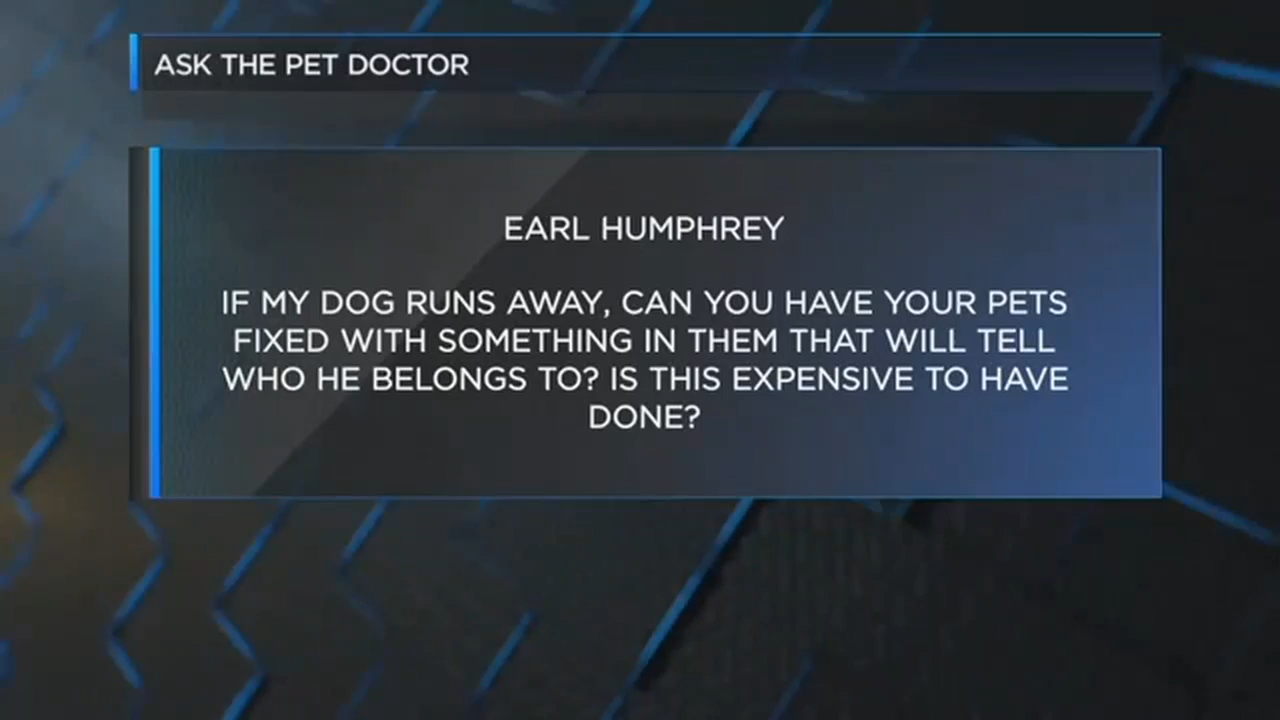 ASK THE PET DOCTOR
EARL HUMPHREY
IF MY DOG RUNS AWAY, CAN YOU HAVE YOUR PETS
FIXED WITH SOMETHING IN THEM THAT WILL TELL
WHO HE BELONGS TO? IS THIS EXPENSIVE TO HAVE
DONE?